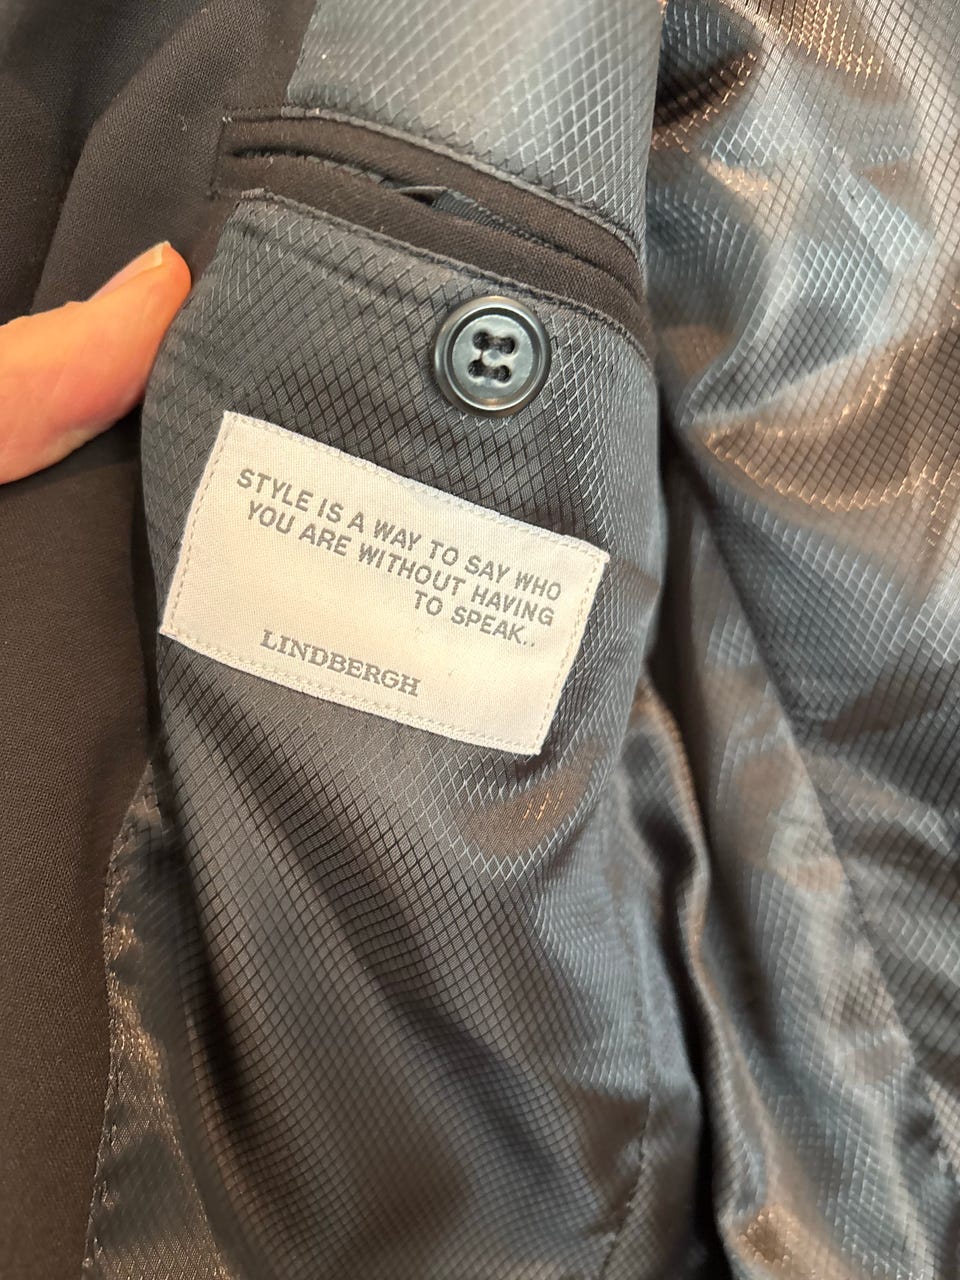 STYLE IS A WAY TO SAY WHO
YOU ARE WITHOUT HAVING
TO SPEAK..
LINDBERGH